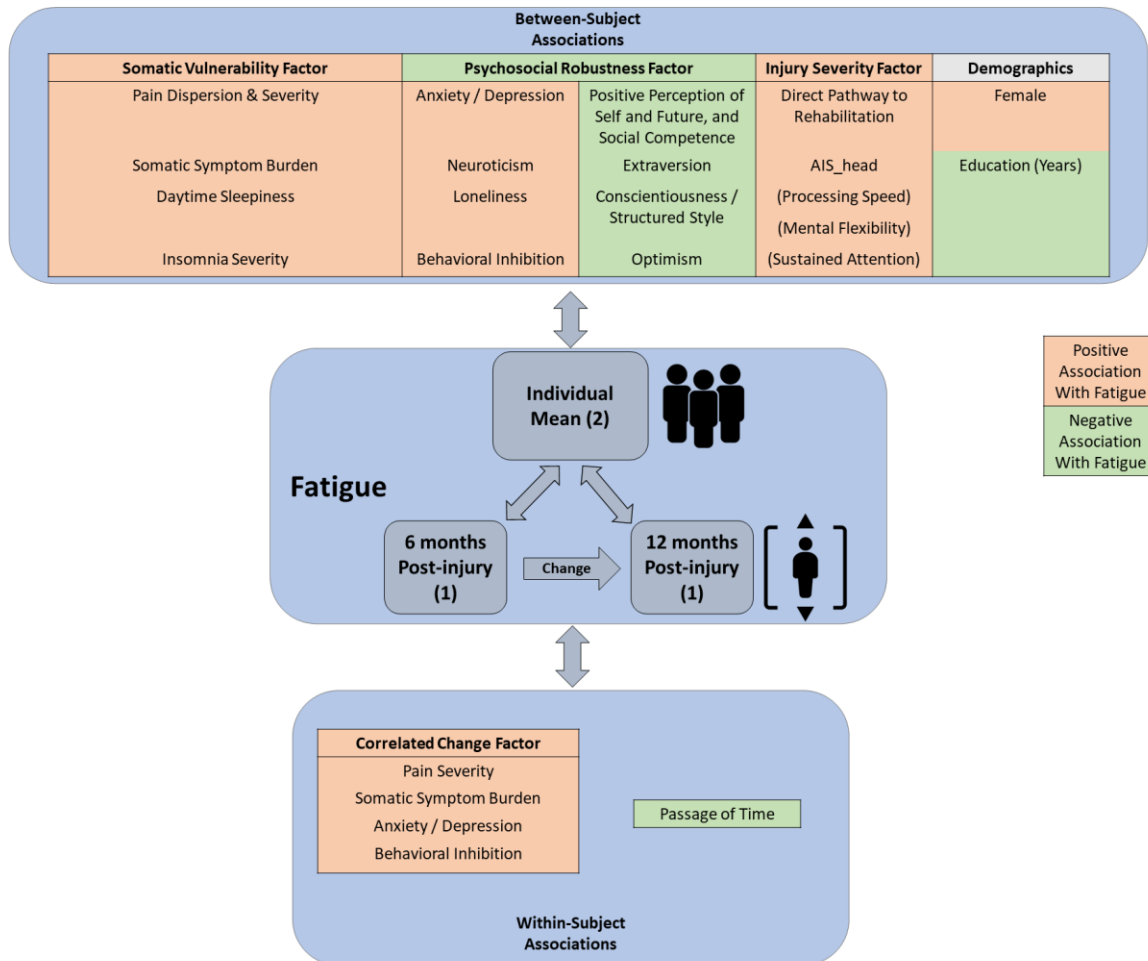 Between-Subject
Associations
Somatic Vulnerability Factor
Psychosocial Robustness Factor
Injury Severity Factor
Demographics
Pain Dispersion & Severity
Anxiety / Depression
Positive Perception of
Self and Future, and
Social Competence
Direct Pathway to
Rehabilitation
Female
Somatic Symptom Burden
Neuroticism
Extraversion
AIS_head
Education (Years)
Daytime Sleepiness
Loneliness
Conscientiousness /
Structured Style
(Processing Speed)
(Mental Flexibility)
Insomnia Severity
Behavioral Inhibition
Optimism
(Sustained Attention)
Positive
Association
With Fatigue
Negative
Association
With Fatigue
Individual
Mean (2)
Fatigue
6 months
Post-injury
(1)
Change
12 months
Post-injury
(1)
Correlated Change Factor
Pain Severity
Somatic Symptom Burden
Anxiety / Depression
Behavioral Inhibition
Passage of Time
Within-Subject
Associations